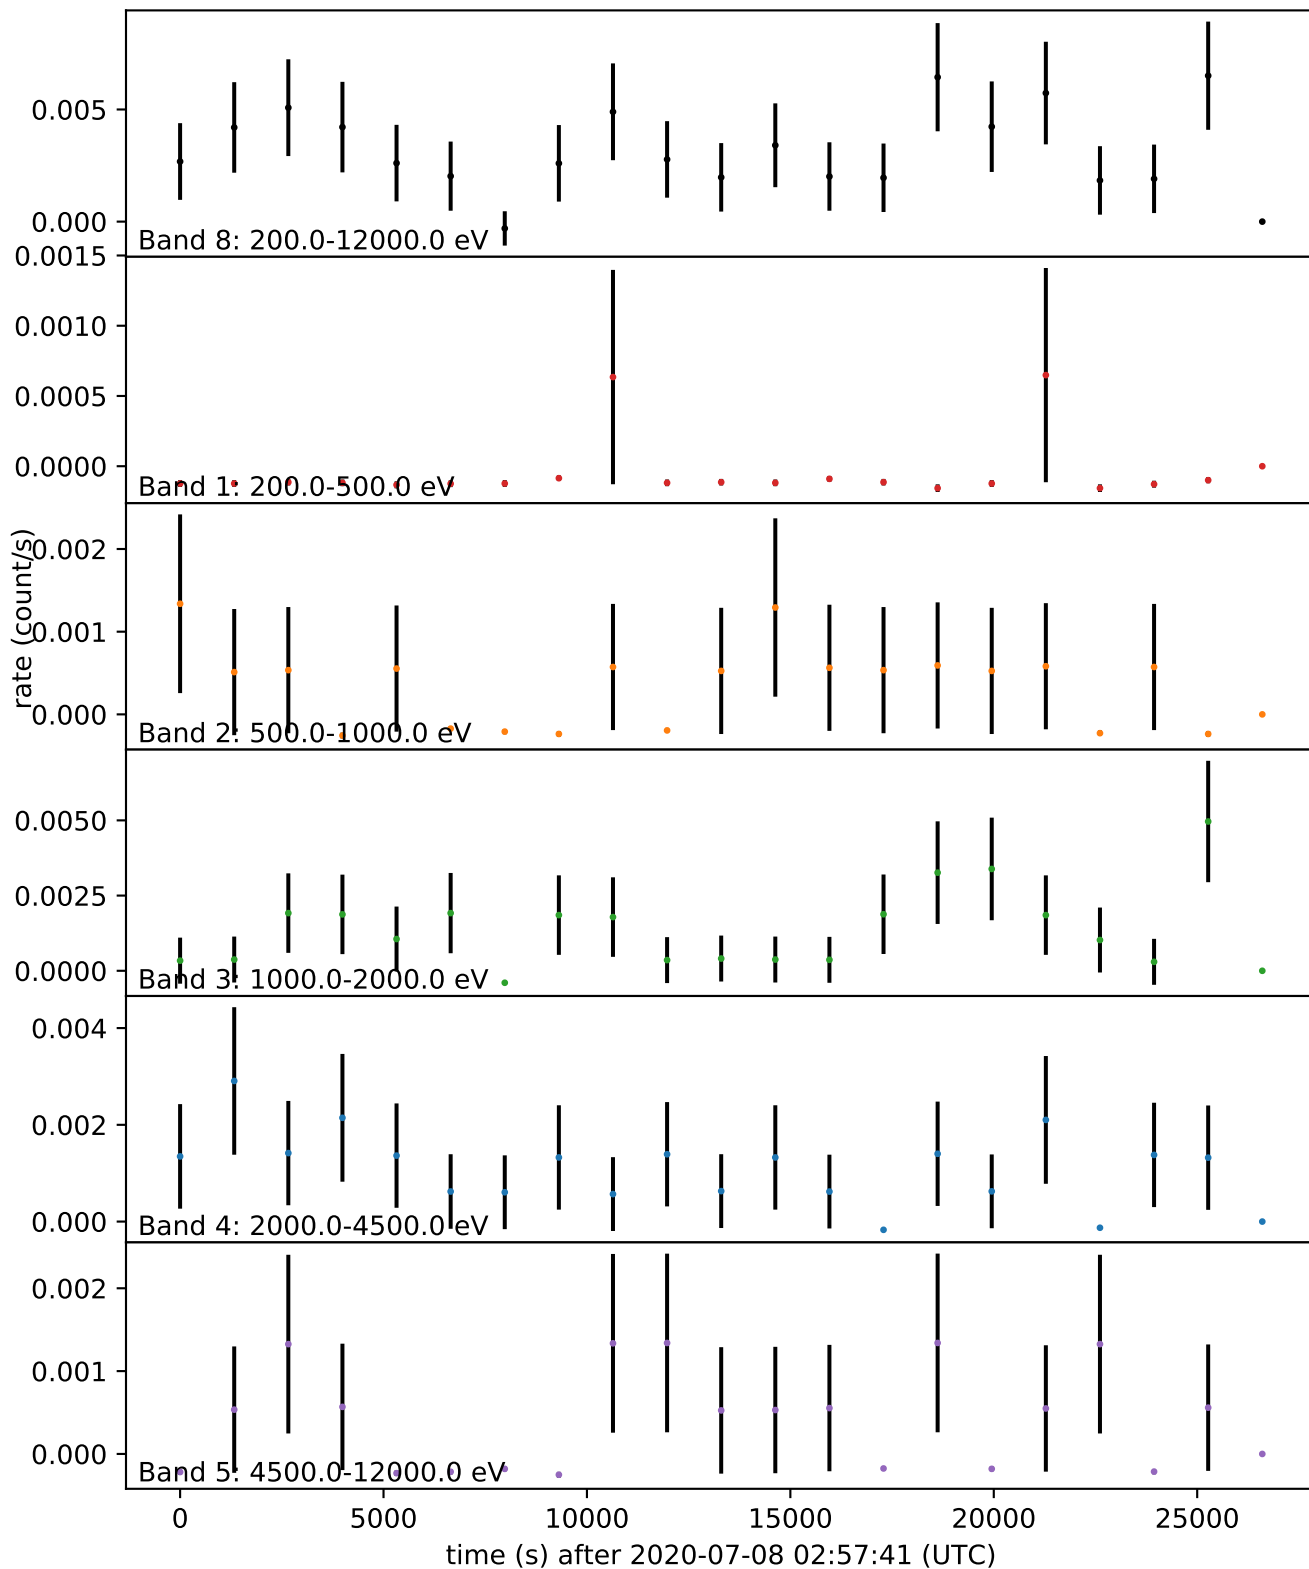 0.005
0.000
Band 8: 200.0-12000.0 eV
0.0015
0.0010
0.0005
0.0000
Band 1: 200.0-500.0 eV
rate (count/s)
0.002
0.001
0.000
Band 2: 500.0-1000.0 eV
0.0050
0.0025
0.0000
Band 3: 1000.0-2000.0 eV
0.004
0.002
0.000
Band 4: 2000.0-4500.0 eV
0.002
0.001
0.000
Band 5: 4500.0-12000.0 eV
0 5000 10000 15000 20000 25000
time (s) after 2020-07-08 02:57:41 (UTC)